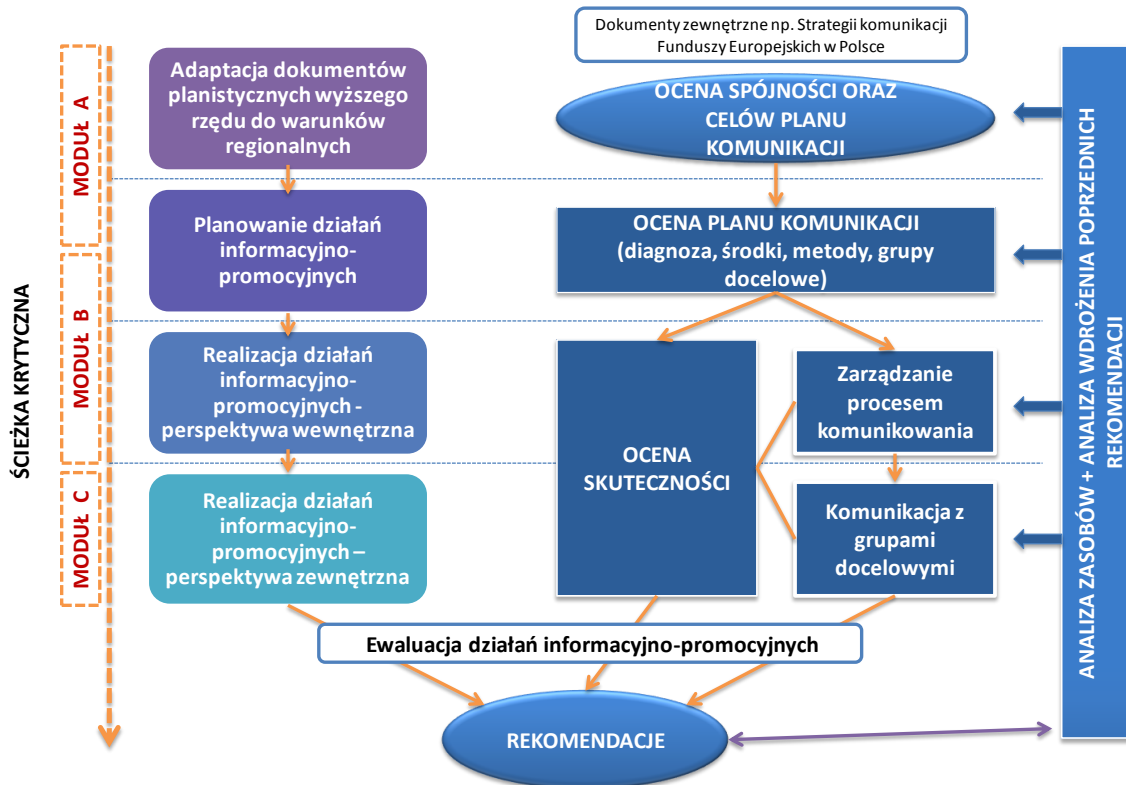 Dokumenty zewnętrzne np. Strategii komunikacji
Funduszy Europejskich w Polsce
ŚCIEŻKA KRYTYCZNA
MODUŁ A
MODUŁ B
MODUŁ C
Adaptacja dokumentów
planistycznych wyższego
rzędu do warunków
regionalnych
Planowanie działań
informacyjno-
promocyjnych
Realizacja działań
informacyjno-
promocyjnych -
perspektywa wewnętrzna
Realizacja działań
informacyjno-
promocyjnych –
perspektywa zewnętrzna
OCENA SPÓJNOŚCI ORAZ
CELÓW PLANU
KOMUNIKACJI
OCENA PLANU KOMUNIKACJI
(diagnoza, środki, metody, grupy
docelowe)
OCENA
SKUTECZNOŚCI
Zarządzanie
procesem
komunikowania
Komunikacja z
grupami
docelowymi
Ewaluacja działań informacyjno-promocyjnych
REKOMENDACJE
ANALIZA ZASOBÓW + ANALIZA WDROŻENIA POPRZEDNICH
REKOMENDACJI